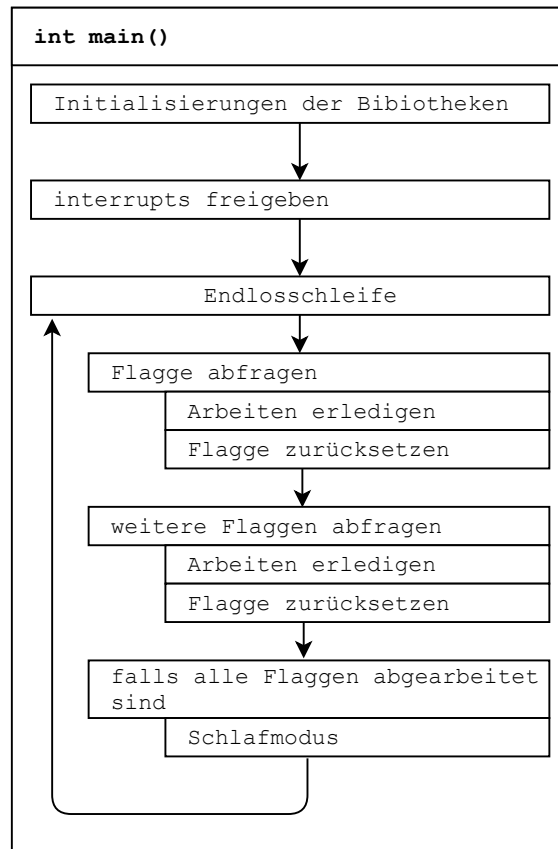 int main()
Initialisierungen der Bibiotheken
interrupts freigeben
Endlosschleife
Flagge abfragen
Arbeiten erledigen
Flagge zurücksetzen
weitere Flaggen abfragen
Arbeiten erledigen
Flagge zurücksetzen
falls alle Flaggen abgearbeitet
sind
Schlafmodus